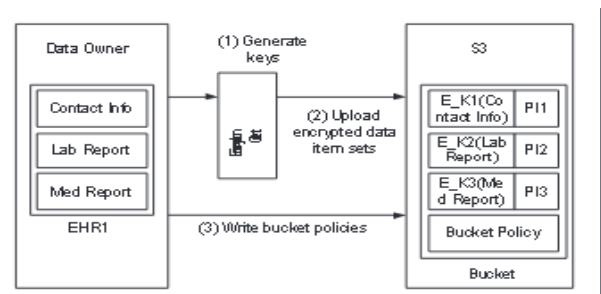 Data Owner
Contact Info
Lab Report
Med Report
EHR1
(1) Generate
keys
(2) Upload
encrypted data
item sets
(3) Write bucket policies
S3
E_K1(Co
ntact Info)
PI1
E_K2(Lab
Report)
PI2
E_K3(Me
d Report)
PI3
Bucket Policy
Bucket